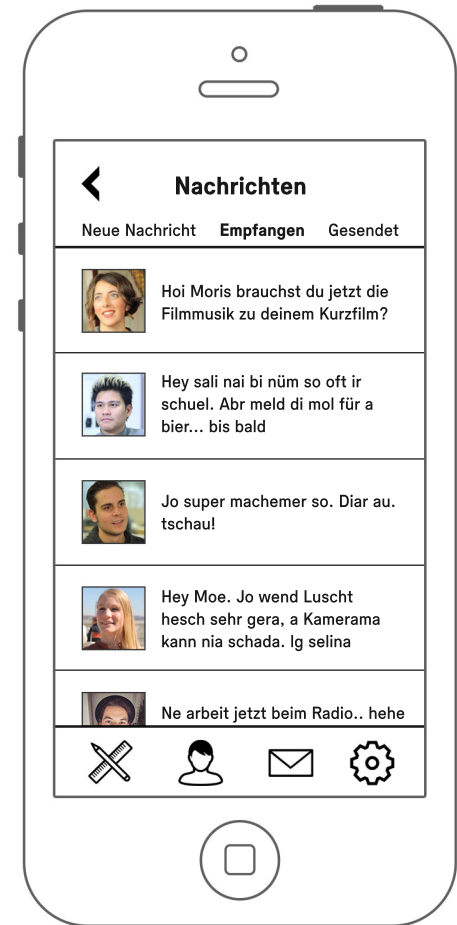 Nachrichten
Neue Nachricht Empfangen Gesendet
Hoi Moris brauchst du jetzt die
Filmmusik zu deinem Kurzfilm?
Hey sali nai bi nüm so oft ir
schuel. Abr meld di mol für a
bier... bis bald
Jo super machemer so. Diar au.
tschau!
Hey Moe. Jo wend Luscht
hesch sehr gera, a Kamerama
kann nia schada. lg selina
Ne arbeit jetzt beim Radio.. hehe